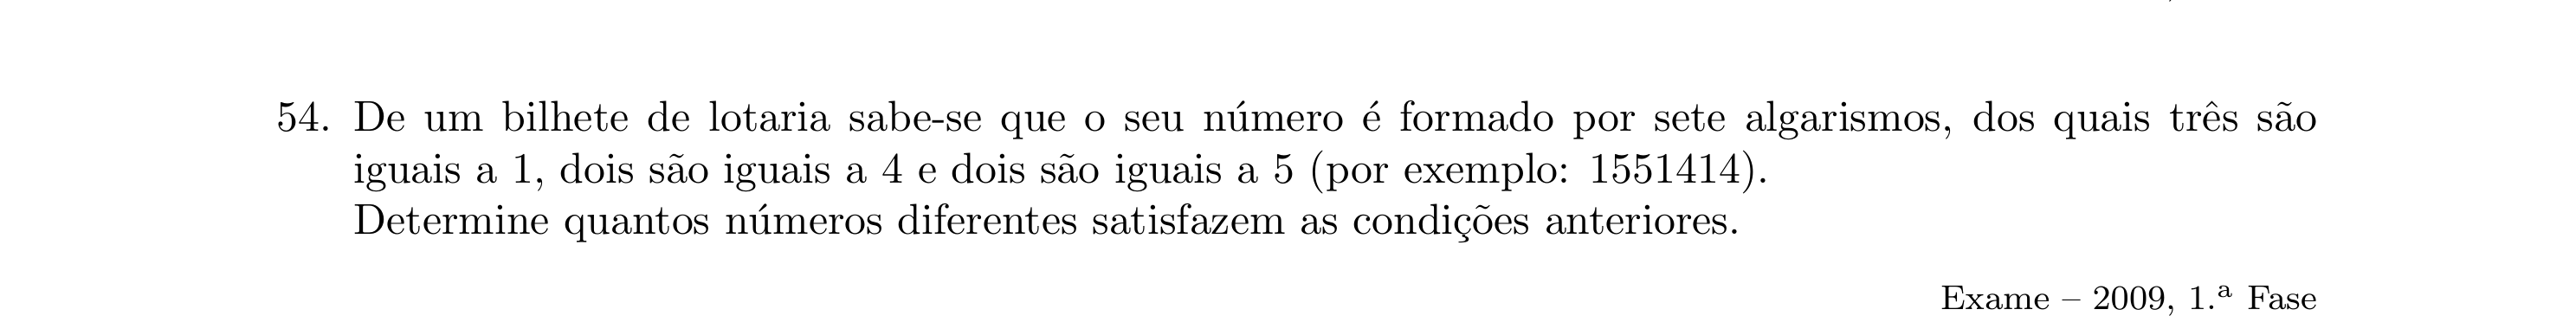 54. De um bilhete de lotaria sabe-se que o seu número é formado por sete algarismos, dos quais três são
iguais a 1, dois são iguais a 4 e dois são iguais a 5 (por exemplo: 1551414).
Determine quantos números diferentes satisfazem as condições anteriores.
Exame – 2009, 1.ª Fase